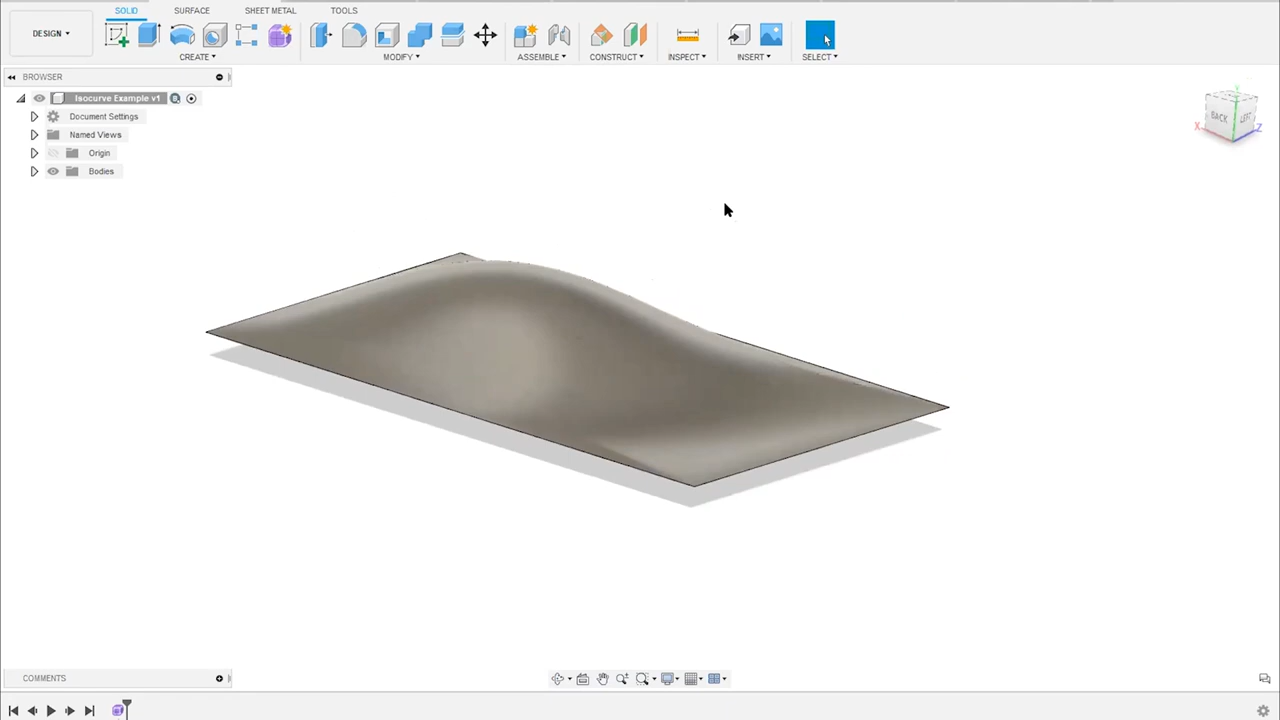 SOLID SURFACE SHEET METAL TOOLS
DESIGN
CREATE MODIFY ASSEMBLE CONSTRUCT INSPECT INSERT SELECT
BROWSER
Isocurve Example v1
Document Settings
Named Views
Origin
Bodies
BACK LEFT
X Y Z
COMMENTS